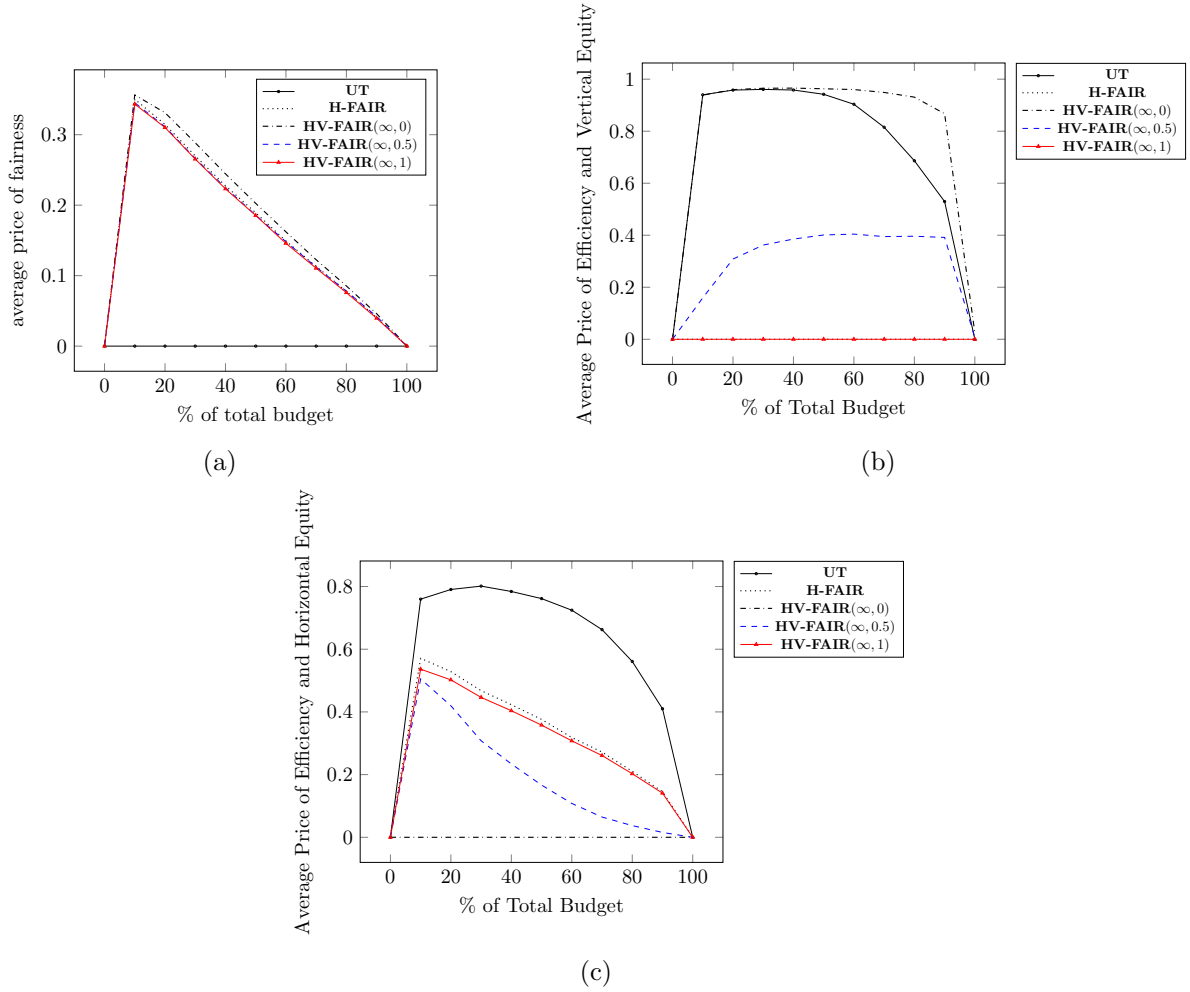 average price of fairness
0.3
0.2
0.1
0
0 20 40 60 80 100
% of total budget
UT
H-FAIR
HV-FAIR(∞, 0)
HV-FAIR(∞, 0.5)
HV-FAIR(∞, 1)
(a)
Average Price of Efficiency and Vertical Equity
1
0.8
0.6
0.4
0.2
0
0 20 40 60 80 100
% of Total Budget
UT
H-FAIR
HV-FAIR(∞, 0)
HV-FAIR(∞, 0.5)
HV-FAIR(∞, 1)
(b)
Average Price of Efficiency and Horizontal Equity
0.8
0.6
0.4
0.2
0
0 20 40 60 80 100
% of Total Budget
UT
H-FAIR
HV-FAIR(∞, 0)
HV-FAIR(∞, 0.5)
HV-FAIR(∞, 1)
(c)